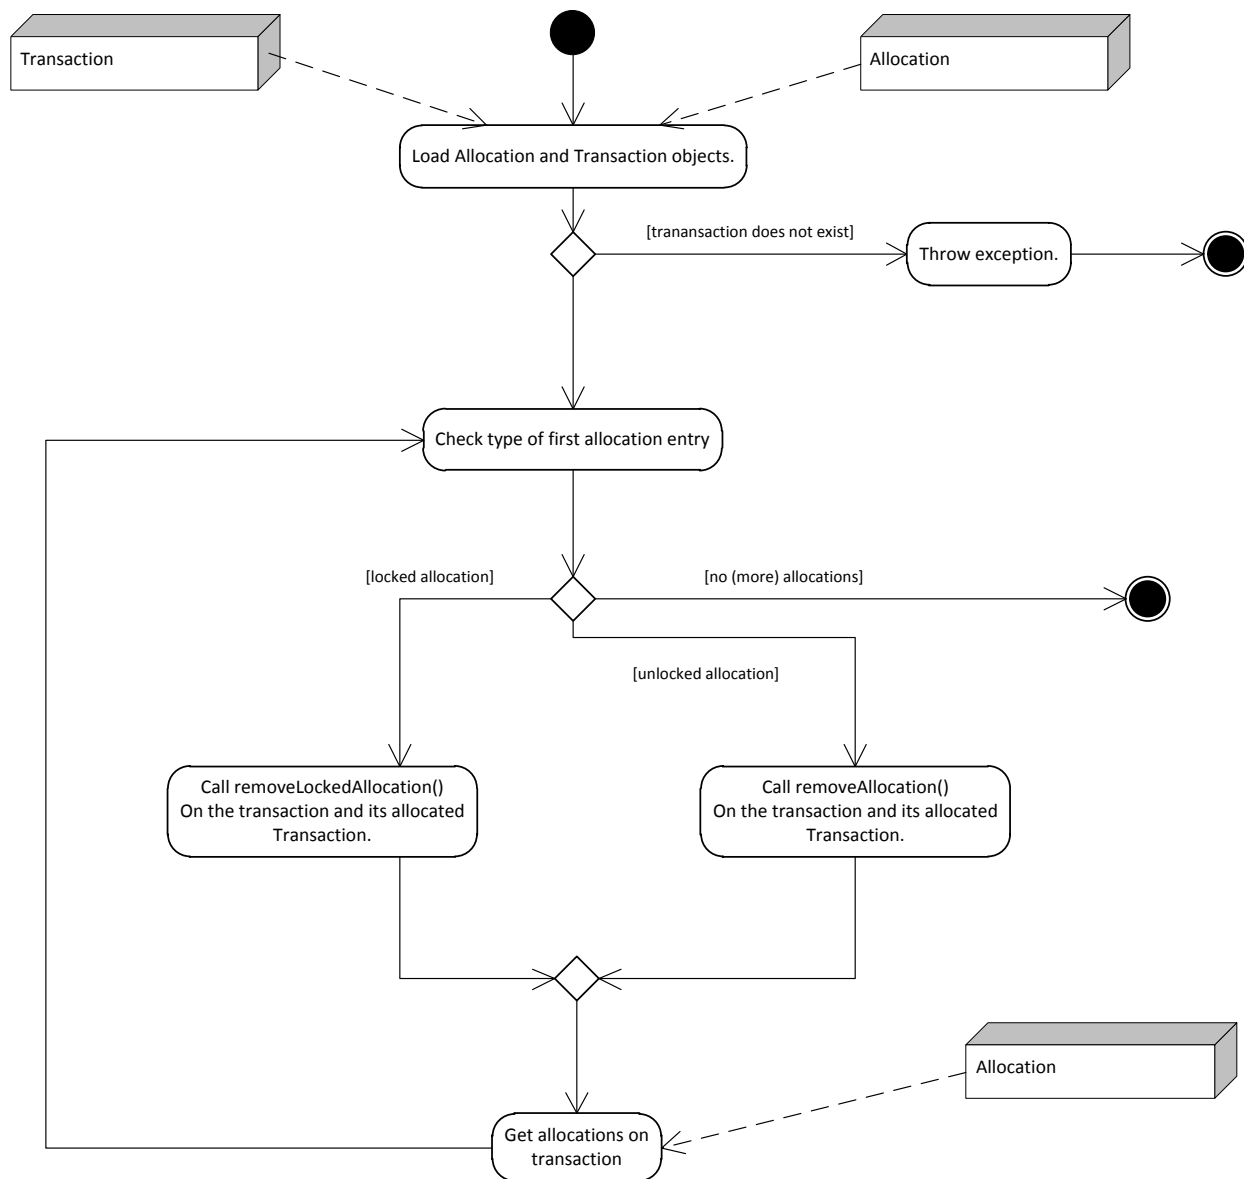 Transaction
Allocation
Load Allocation and Transaction objects.
[tranansaction does not exist]
Throw exception.
Check type of first allocation entry
[locked allocation]
[no (more) allocations]
[unlocked allocation]
Call removeLockedAllocation()
On the transaction and its allocated
Transaction.
Call removeAllocation()
On the transaction and its allocated
Transaction.
Allocation
Get allocations on
transaction